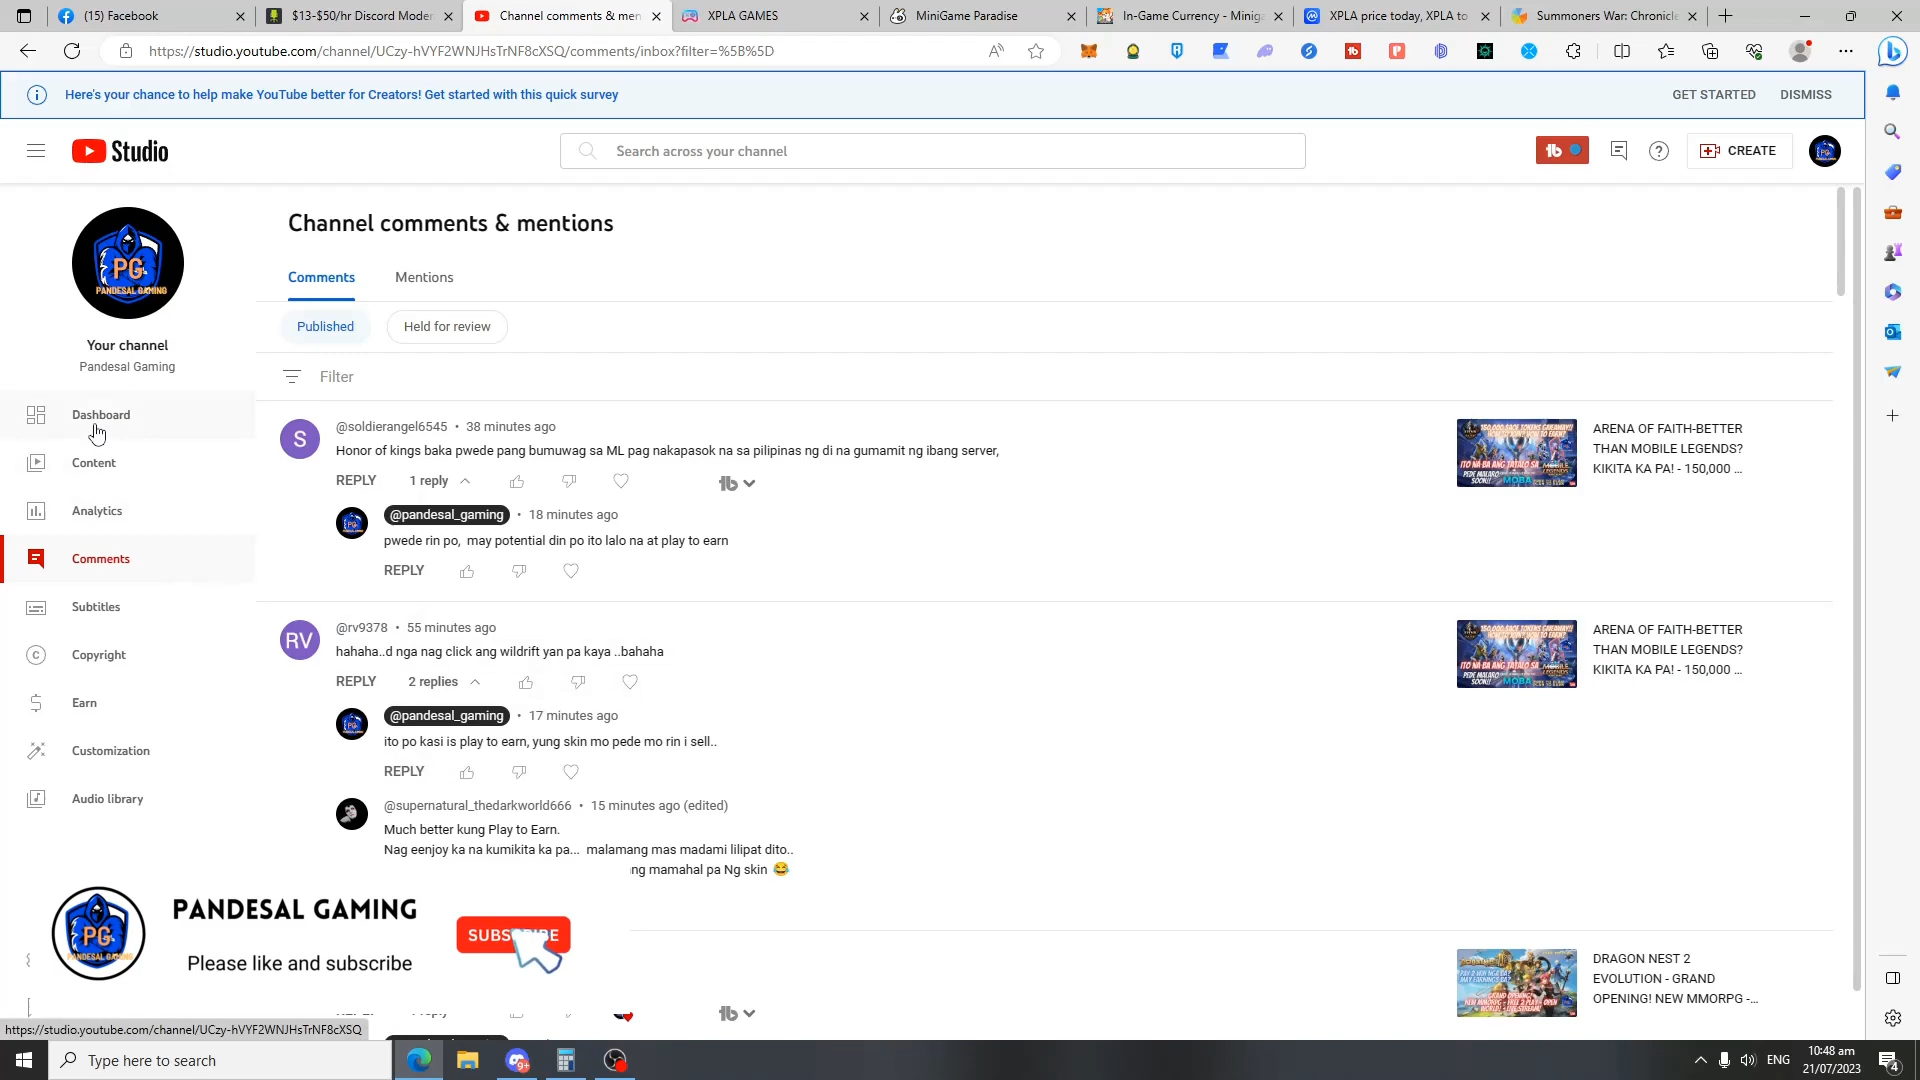 (15) Facebook
$13-$50/hr Discord Moder
Channel comments & men
XPLA GAMES
MiniGame Paradise
In-Game Currency - Minig
XPLA price today, XPLA to
Summoners War: Chronicle
https://studio.youtube.com/channel/UCzy-hVYF2WNJHsTrNF8cXSQ/comments/inbox?filter=%5B%5D
Here's your chance to help make YouTube better for Creators! Get started with this quick survey
GET STARTED
DISMISS
Studio
Search across your channel
CREATE
Channel comments & mentions
PG
PANDESAL GAMING
Your channel
Pandesal Gaming
Dashboard
Content
Analytics
Comments
Subtitles
Copyright
Earn
Customization
Audio library
Comments
Mentions
Published
Held for review
Filter
S
@soldierangel6545 • 38 minutes ago
Honor of kings baka pwede pang bumuwag sa ML pag nakapasok na sa pilipinas ng di na gumamit ng ibang server,
REPLY
1 reply
ARENA OF FAITH-BETTER
THAN MOBILE LEGENDS?
KIKITA KA PA! - 150,000 ...
@pandesal_gaming • 18 minutes ago
pwede rin po, may potential din po ito lalo na at play to earn
REPLY
RV
@rv9378 • 55 minutes ago
hahaha..d nga nag click ang wildrift yan pa kaya ..bahaha
REPLY
2 replies
ARENA OF FAITH-BETTER
THAN MOBILE LEGENDS?
KIKITA KA PA! - 150,000 ...
@pandesal_gaming • 17 minutes ago
ito po kasi is play to earn, yung skin mo pede mo rin i sell..
REPLY
@supernatural_thedarkworld666 • 15 minutes ago (edited)
Much better kung Play to Earn.
Nag eenjoy ka na kumikita ka pa... malamang mas madami lilipat dito..
ng mamahal pa Ng skin 😂
PG
PANDESAL GAMING
Please like and subscribe
SUBSCRIBE
DRAGON NEST 2
EVOLUTION - GRAND
OPENING! NEW MMORPG -...
https://studio.youtube.com/channel/UCzy-hVYF2WNJHsTrNF8cXSQ
Type here to search
9+
ENG
10:48 am
21/07/2023
4